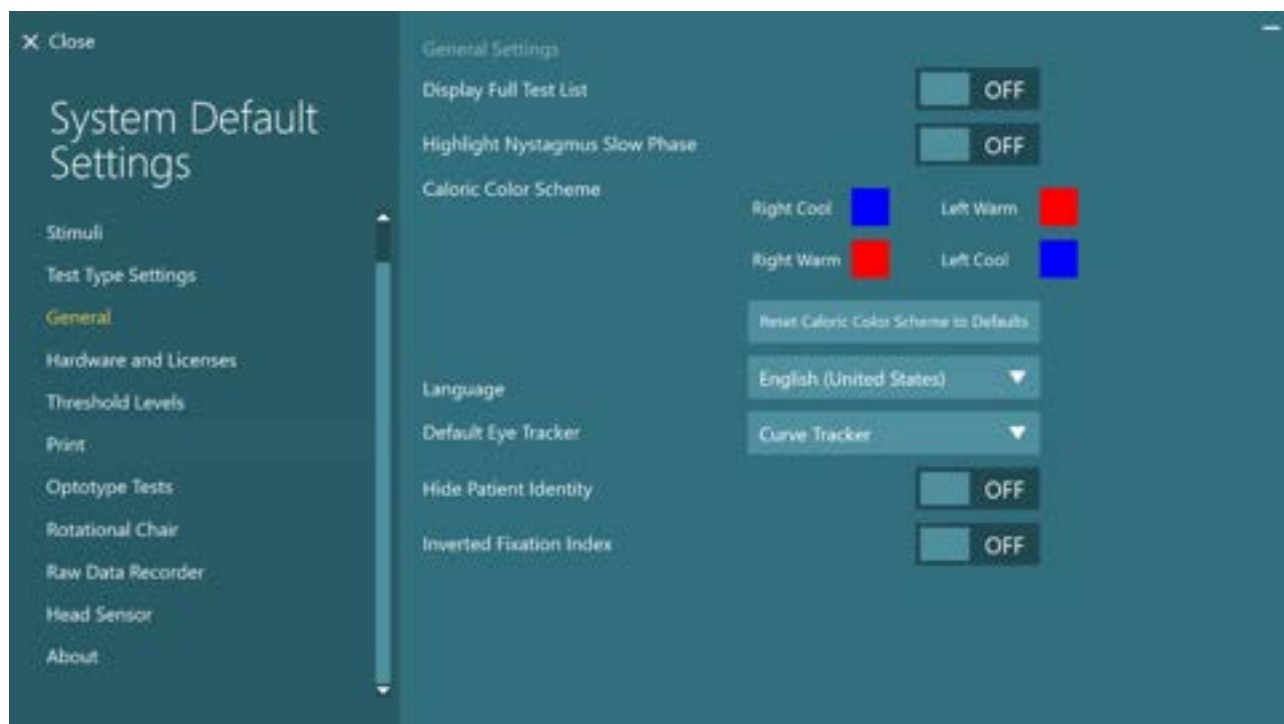 Close
System Default
Settings
Stimuli
Test Type Settings
General
Hardware and Licenses
Threshold Levels
Print
Optotype Tests
Rotational Chair
Raw Data Recorder
Head Sensor
About
General Settings
Display Full Test List OFF
Highlight Nystagmus Slow Phase OFF
Caloric Color Scheme
Right Cool Left Warm
Right Warm Left Cool
Reset Caloric Color Scheme to Defaults
Language English (United States)
Default Eye Tracker Curve Tracker
Hide Patient Identity OFF
Inverted Fixation Index OFF